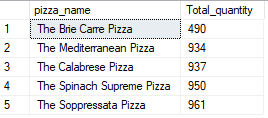 pizza_name Total_quantity
1 The Brie Carre Pizza 490
2 The Mediterranean Pizza 934
3 The Calabrese Pizza 937
4 The Spinach Supreme Pizza 950
5 The Soppressata Pizza 961